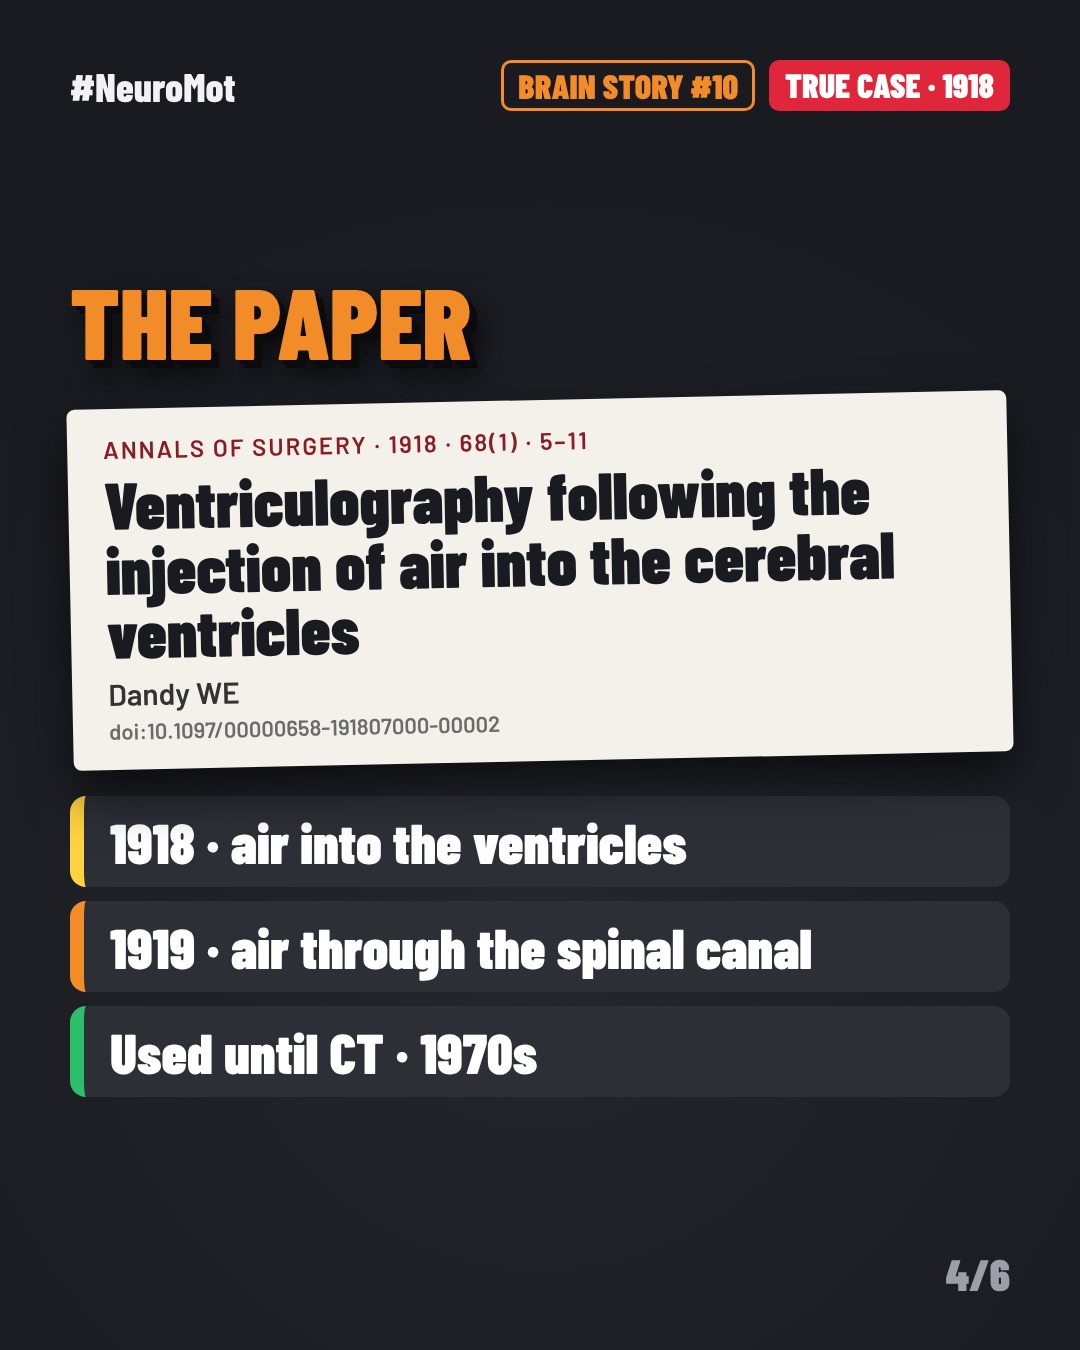 #NeuroMot
BRAIN STORY #10
TRUE CASE · 1918
THE PAPER
ANNALS OF SURGERY · 1918 · 68(1) · 5–11
Ventriculography following the
injection of air into the cerebral
ventricles
Dandy WE
doi:10.1097/00000658-191807000-00002
1918 · air into the ventricles
1919 · air through the spinal canal
Used until CT · 1970s
4/6